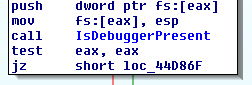 push dword ptr fs:[eax]
mov fs:[eax], esp
call IsDebuggerPresent
test eax, eax
jz short loc_44D86F